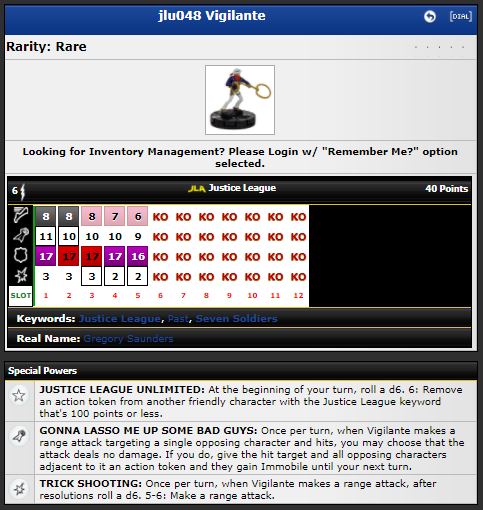 jlu048 Vigilante
[DIAL]
Rarity: Rare
Looking for Inventory Management? Please Login w/ "Remember Me?" option
selected.
6 JLA Justice League 40 Points
8 8 8 7 6 KO KO KO KO KO KO KO
11 10 10 10 9 KO KO KO KO KO KO KO
17 17 17 17 16 KO KO KO KO KO KO KO
3 3 3 2 2 KO KO KO KO KO KO KO
SLOT 1 2 3 4 5 6 7 8 9 10 11 12
Keywords: Justice League, Past, Seven Soldiers
Real Name: Gregory Saunders
Special Powers
JUSTICE LEAGUE UNLIMITED: At the beginning of your turn, roll a d6. 6: Remove
an action token from another friendly character with the Justice League keyword
that's 100 points or less.
GONNA LASSO ME UP SOME BAD GUYS: Once per turn, when Vigilante makes a
range attack targeting a single opposing character and hits, you may choose that the
attack deals no damage. If you do, give the hit target and all opposing characters
adjacent to it an action token and they gain Immobile until your next turn.
TRICK SHOOTING: Once per turn, when Vigilante makes a range attack, after
resolutions roll a d6. 5-6: Make a range attack.